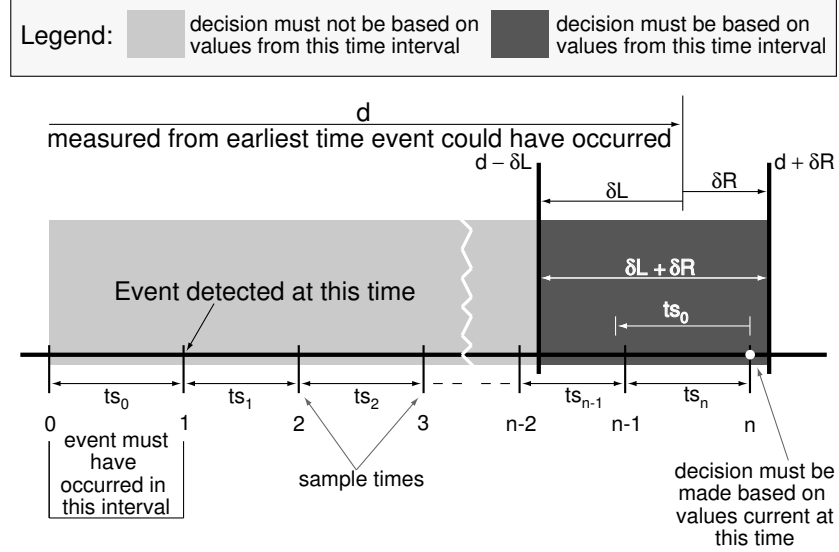 Legend:
decision must not be based on
values from this time interval
decision must be based on
values from this time interval
d
measured from earliest time event could have occurred
d − δL
d + δR
δL
δR
δL + δR
Event detected at this time
ts0
ts0
ts1
ts2
tsn-1
tsn
0
1
2
3
n-2
n-1
n
event must
have
occurred in
this interval
sample times
decision must be
made based on
values current at
this time